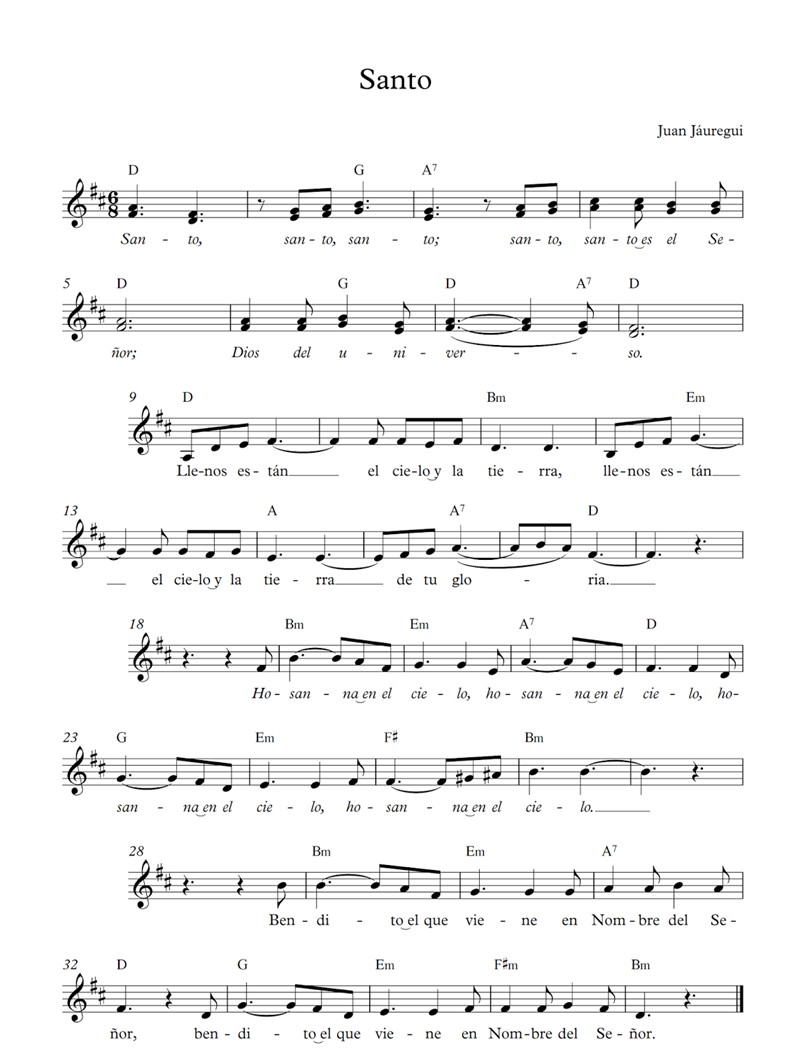 Santo
Juan Jáuregui
D G A7
6
8
San - to, san - to, san - to; san - to, san - to es el Se -
5 D G D A7 D
ñor; Dios del u - ni - ver - - so.
9 D Bm Em
Lle-nos es-tán el cie-lo y la tie - rra, lle-nos es-tán
13 A A7 D
el cie-lo y la tie - rra de tu glo - ria.
18 Bm Em A7 D
Ho - san - na en el cie - lo, ho - san - na en el cie - lo, ho-
23 G Em F# Bm
san - na en el cie - lo, ho - san - na en el cie - lo.
28 Bm Em A7
Ben - di - to el que vie - ne en Nom - bre del Se -
32 D G Em F#m Bm
ñor, ben - di - to el que vie - ne en Nom - bre del Se - ñor.